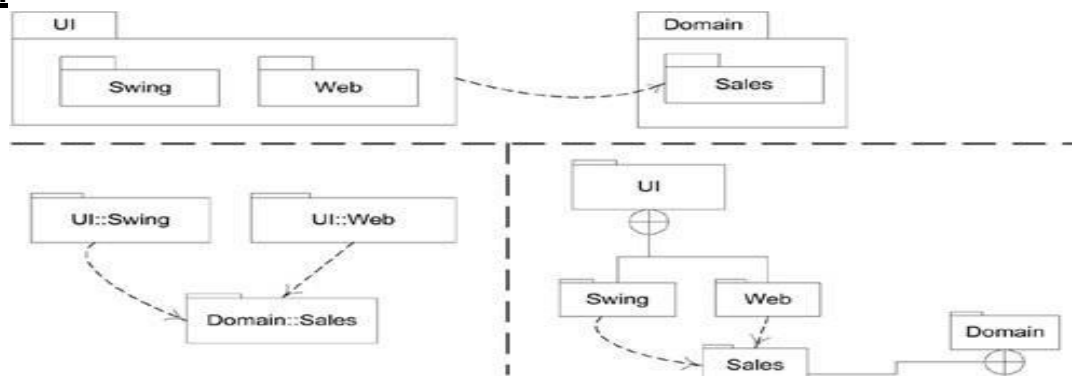 UI
Domain
Swing
Web
Sales
UI::Swing
UI::Web
Domain::Sales
UI
Swing
Web
Domain
Sales